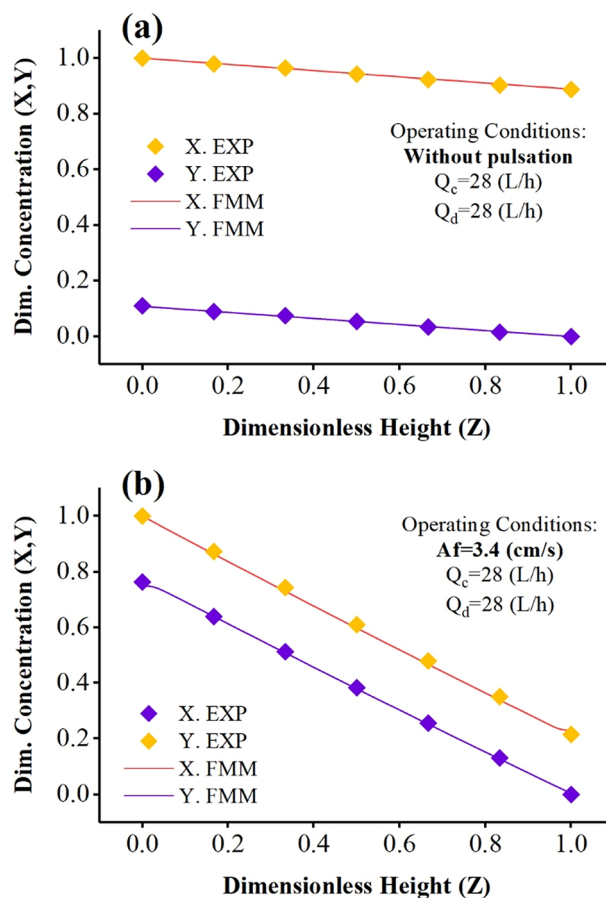 (a)
1.0
0.8
0.6
0.4
0.2
0.0
Dim. Concentration (X,Y)
X. EXP
Y. EXP
X. FMM
Y. FMM
Operating Conditions:
Without pulsation
Qc=28 (L/h)
Qd=28 (L/h)
0.0 0.2 0.4 0.6 0.8 1.0
Dimensionless Height (Z)
(b)
1.0
0.8
0.6
0.4
0.2
0.0
Dim. Concentration (X,Y)
Operating Conditions:
Af=3.4 (cm/s)
Qc=28 (L/h)
Qd=28 (L/h)
X. EXP
Y. EXP
X. FMM
Y. FMM
0.0 0.2 0.4 0.6 0.8 1.0
Dimensionless Height (Z)